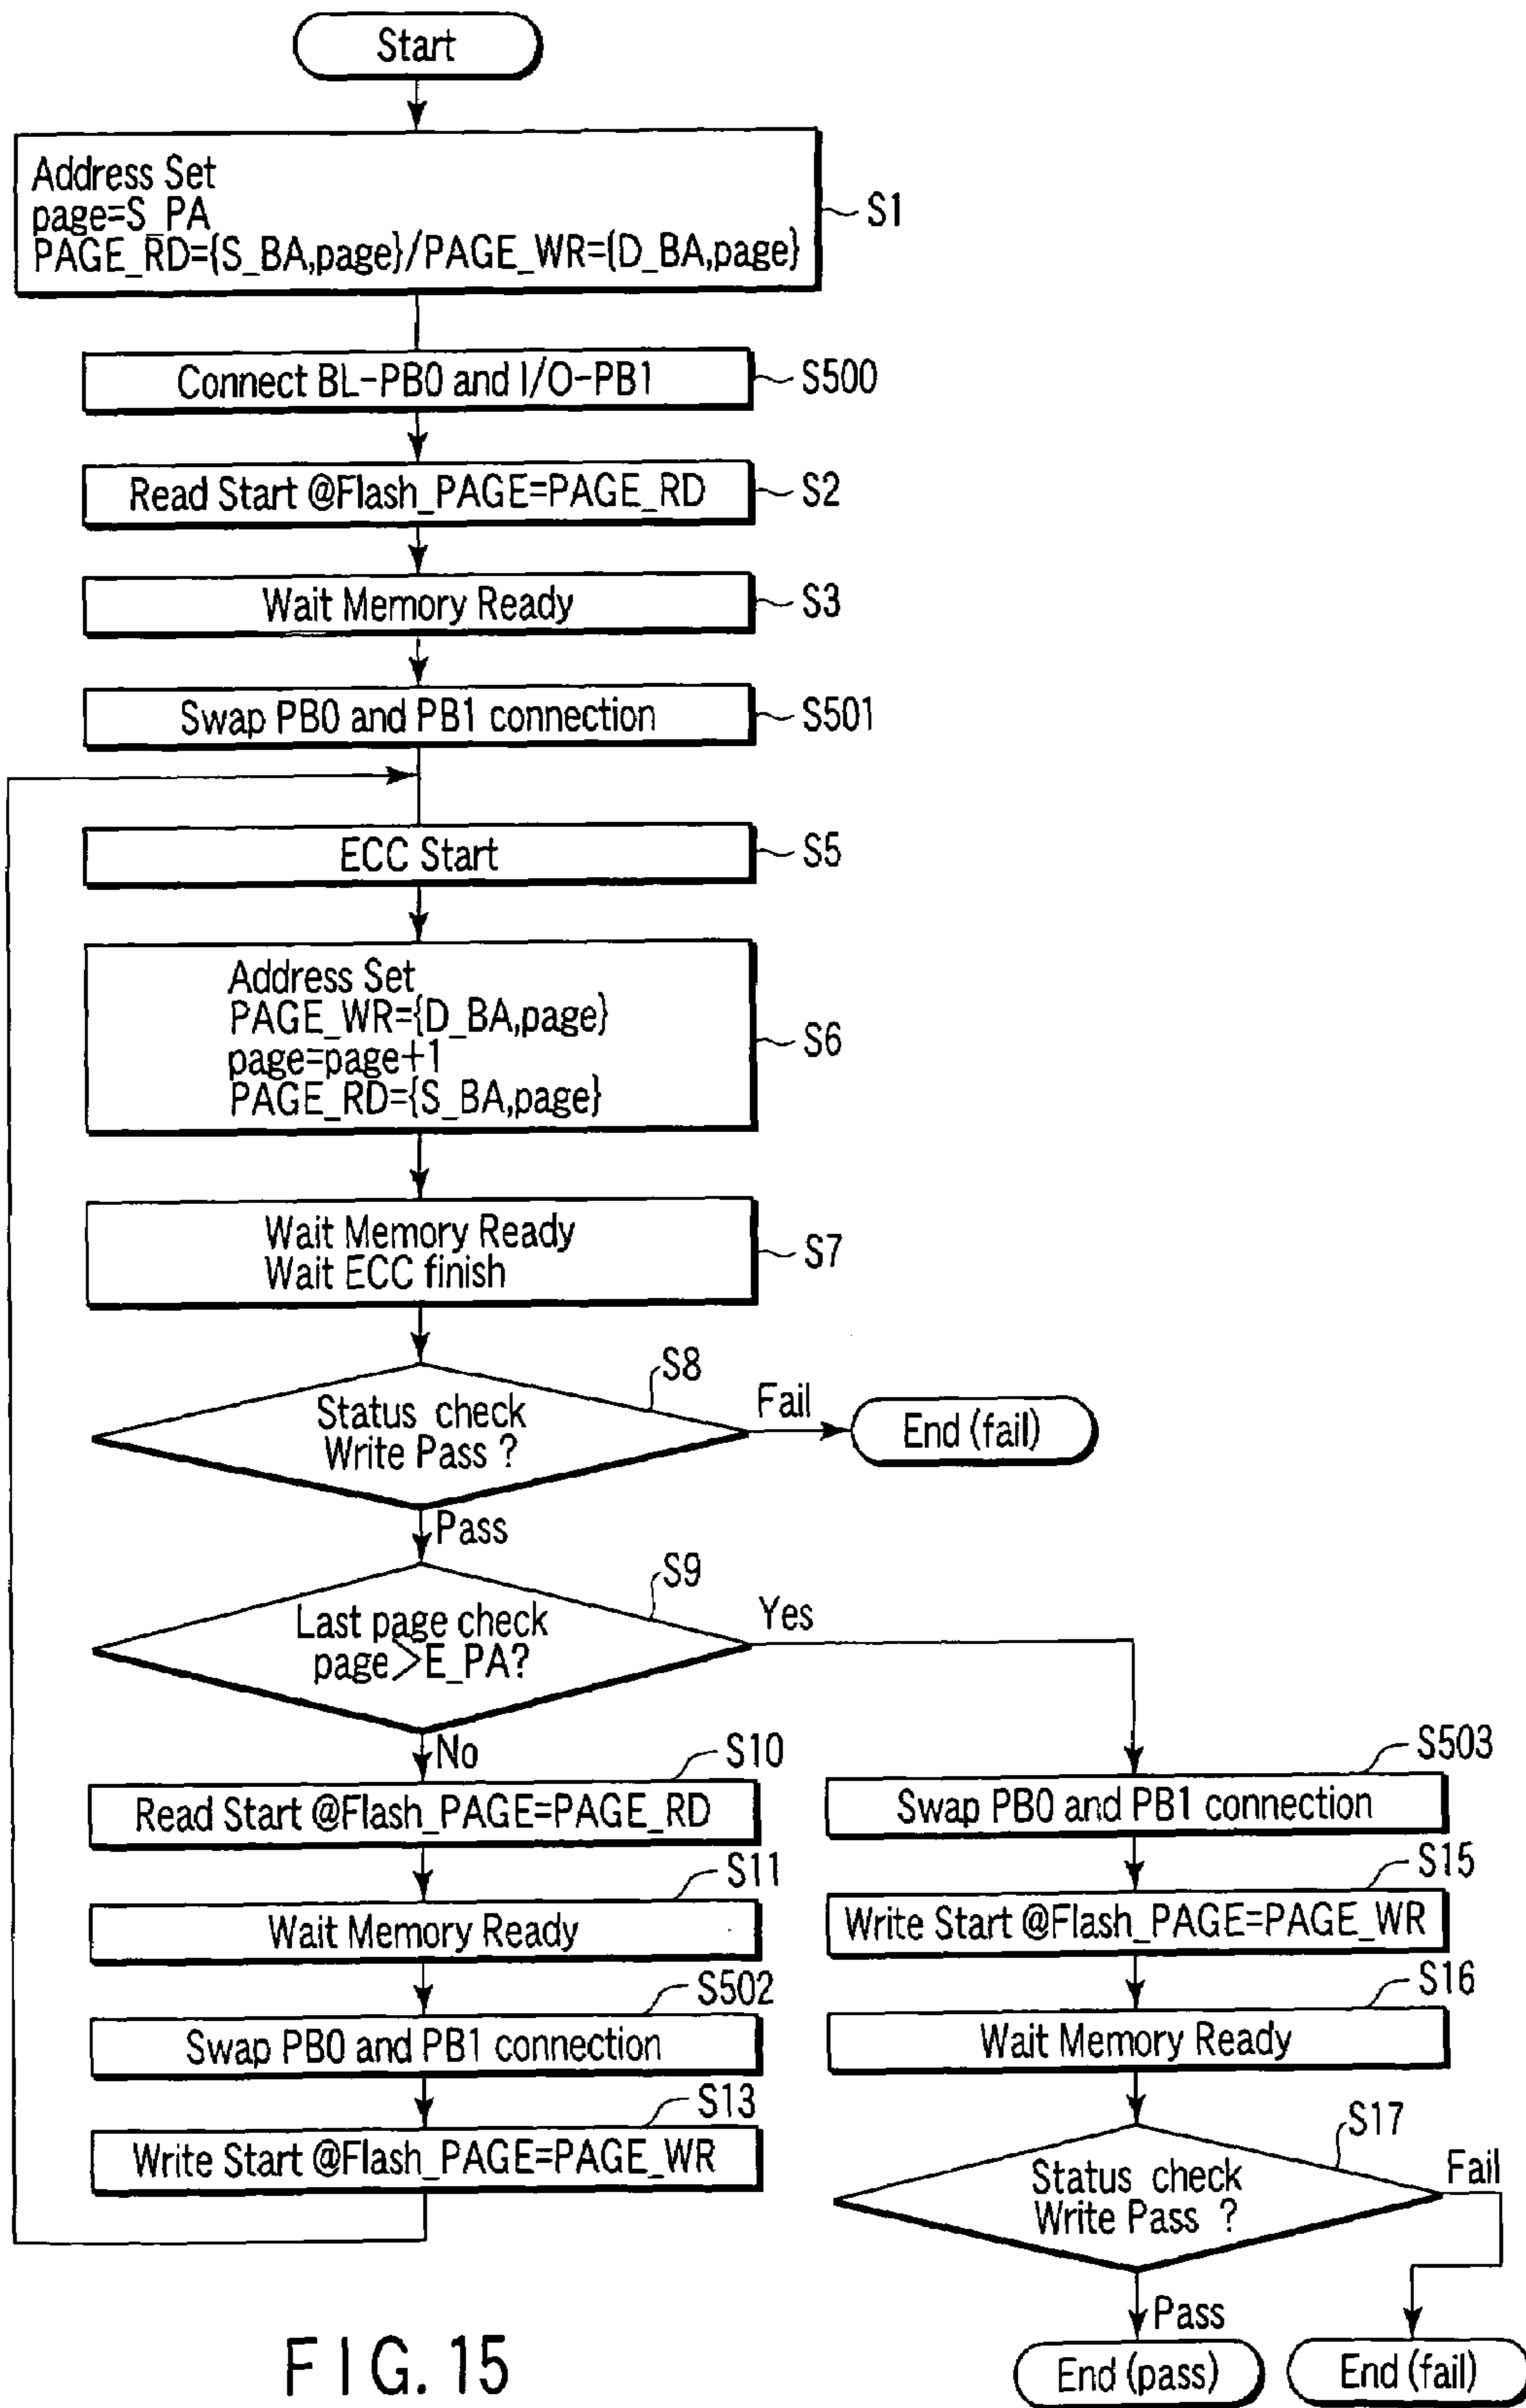 Start
Address Set
page=S_PA
PAGE_RD={S_BA,page}/PAGE_WR={D_BA,page}
S1
Connect BL-PB0 and I/O-PB1
S500
Read Start @Flash_PAGE=PAGE_RD
S2
Wait Memory Ready
S3
Swap PB0 and PB1 connection
S501
ECC Start
S5
Address Set
PAGE_WR={D_BA,page}
page=page+1
PAGE_RD={S_BA,page}
S6
Wait Memory Ready
Wait ECC finish
S7
S8
Status check
Write Pass ?
Fail
End (fail)
Pass
S9
Last page check
page>E_PA?
Yes
No
S10
Read Start @Flash_PAGE=PAGE_RD
S11
Wait Memory Ready
S502
Swap PB0 and PB1 connection
S13
Write Start @Flash_PAGE=PAGE_WR
S503
Swap PB0 and PB1 connection
S15
Write Start @Flash_PAGE=PAGE_WR
S16
Wait Memory Ready
S17
Status check
Write Pass ?
Fail
Pass
End (pass)
End (fail)
FIG. 15